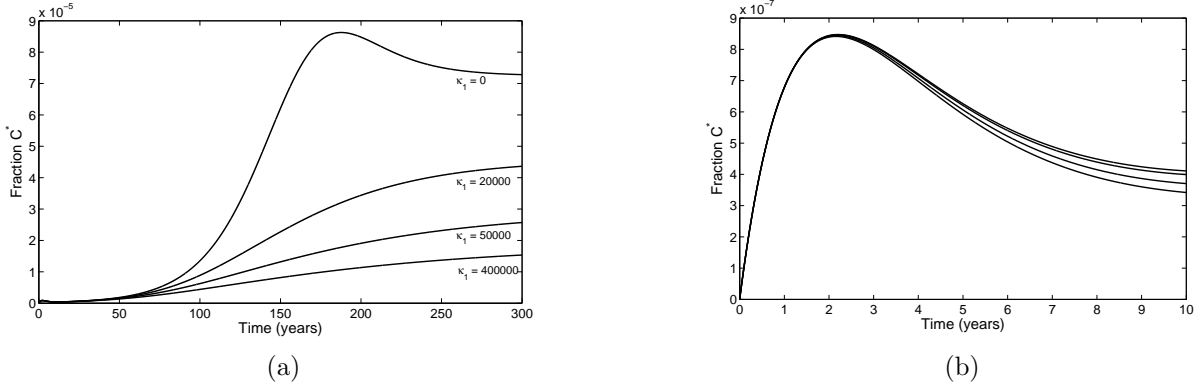 x 10⁻⁵
9
8
7
6
5
4
3
2
1
0
Fraction C*
κ₁ = 0
κ₁ = 20000
κ₁ = 50000
κ₁ = 400000
0 50 100 150 200 250 300
Time (years)
(a)
x 10⁻⁷
9
8
7
6
5
4
3
2
1
0
Fraction C*
0 1 2 3 4 5 6 7 8 9 10
Time (years)
(b)